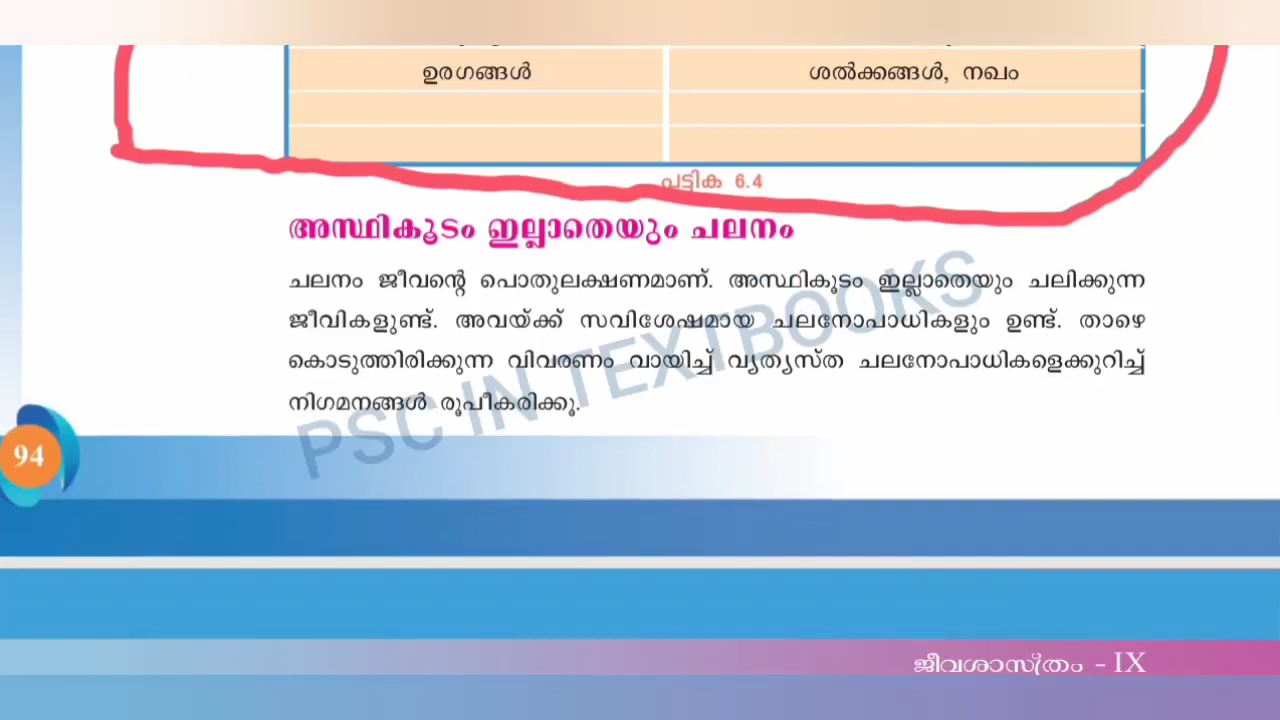 ഉരഗങ്ങൾ ശൽക്കങ്ങൾ, നഖം
പട്ടിക 6.4
അസ്ഥികൂടം ഇല്ലാതെയും ചലനം
ചലനം ജീവന്റെ പൊതുലക്ഷണമാണ്. അസ്ഥികൂടം ഇല്ലാതെയും ചലിക്കുന്ന
ജീവികളുണ്ട്. അവയ്ക്ക് സവിശേഷമായ ചലനോപാധികളും ഉണ്ട്. താഴെ
കൊടുത്തിരിക്കുന്ന വിവരണം വായിച്ച് വ്യത്യസ്ത ചലനോപാധികളെക്കുറിച്ച്
നിഗമനങ്ങൾ രൂപീകരിക്കൂ.
PSC IN TEXTBOOKS
94
ജീവശാസ്ത്രം - IX